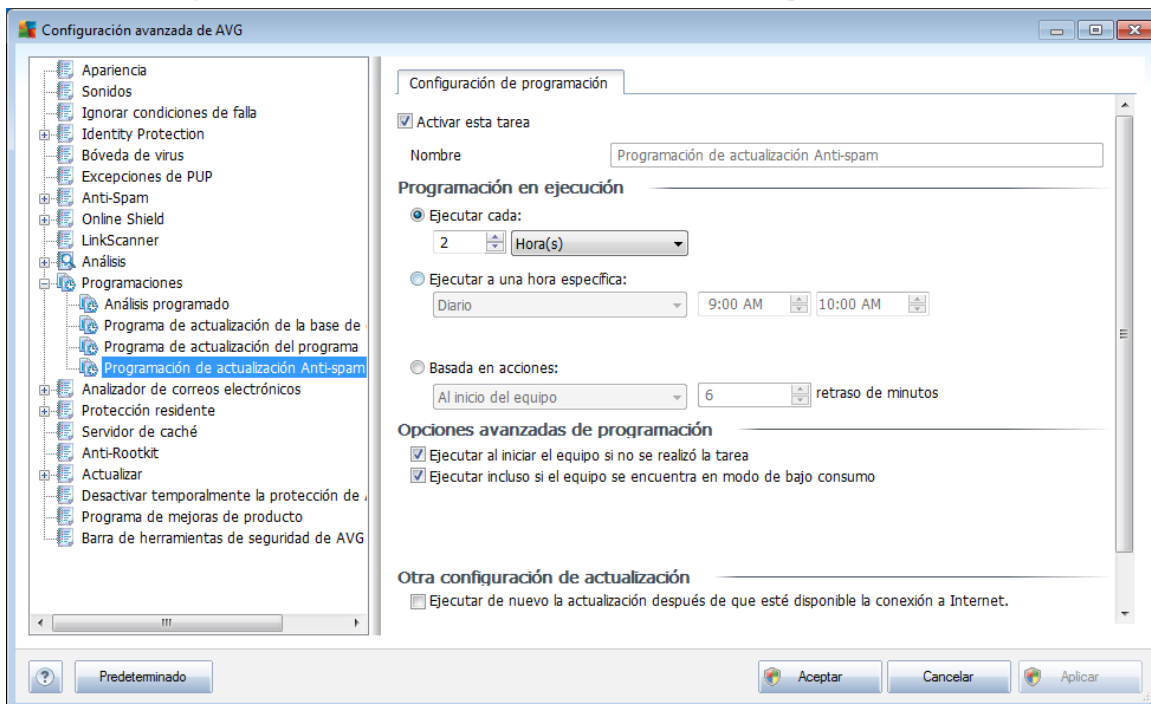 Configuración avanzada de AVG
Apariencia
Sonidos
Ignorar condiciones de falla
Identity Protection
Bóveda de virus
Excepciones de PUP
Anti-Spam
Online Shield
LinkScanner
Análisis
Programaciones
Análisis programado
Programa de actualización de la base de
Programa de actualización del programa
Programación de actualización Anti-spam
Analizador de correos electrónicos
Protección residente
Servidor de caché
Anti-Rootkit
Actualizar
Desactivar temporalmente la protección de
Programa de mejoras de producto
Barra de herramientas de seguridad de AVG
Configuración de programación
Activar esta tarea
Nombre Programación de actualización Anti-spam
Programación en ejecución
Ejecutar cada:
2 Hora(s)
Ejecutar a una hora específica:
Diario 9:00 AM 10:00 AM
Basada en acciones:
Al inicio del equipo 6 retraso de minutos
Opciones avanzadas de programación
Ejecutar al iniciar el equipo si no se realizó la tarea
Ejecutar incluso si el equipo se encuentra en modo de bajo consumo
Otra configuración de actualización
Ejecutar de nuevo la actualización después de que esté disponible la conexión a Internet.
? Predeterminado Aceptar Cancelar Aplicar